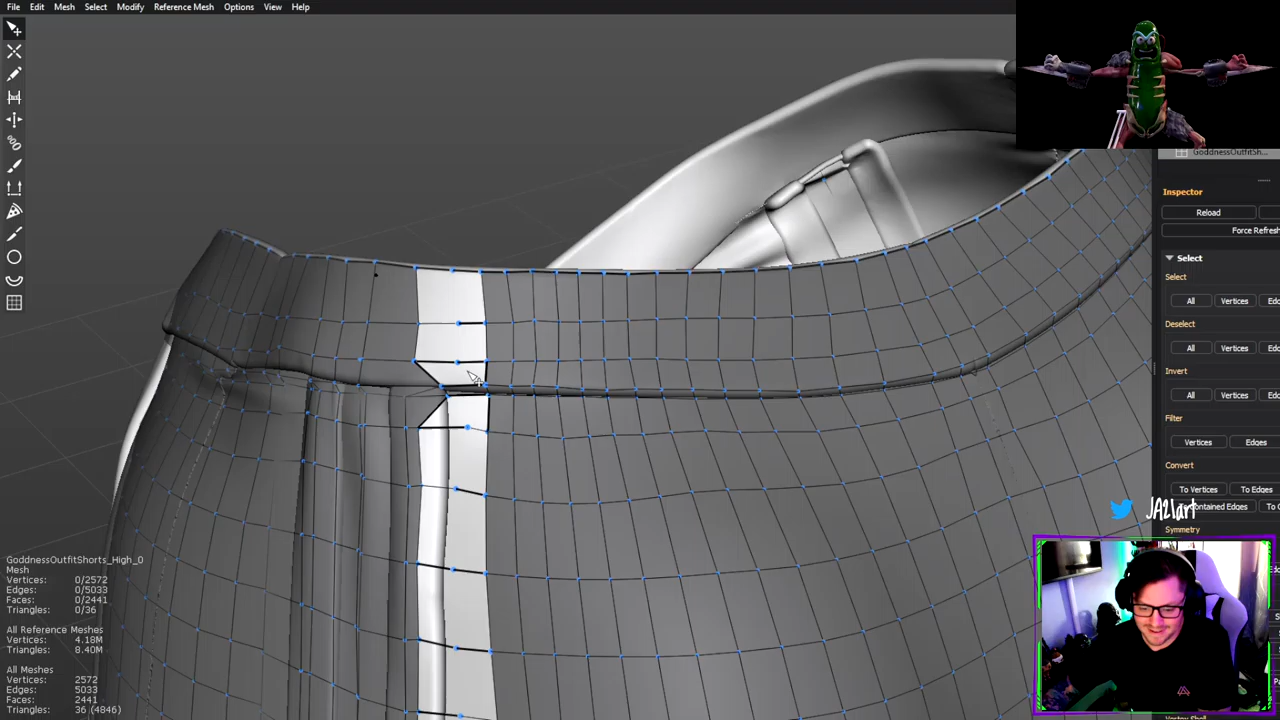 File Edit Mesh Select Modify Reference Mesh Options View Help
GoddnessOutfitSh...
Inspector
Reload
Force Refresh
Select
Select
All Vertices
Deselect
All Vertices
Invert
All Vertices
Filter
Vertices Edges
Convert
To Vertices To Edges
Contained Edges
Symmetry
JA21art
GoddnessOutfitShorts_High_0
Mesh
Vertices: 0/2572
Edges: 0/5033
Faces: 0/2441
Triangles: 0/36
All Reference Meshes
Vertices: 4.18M
Triangles: 8.40M
All Meshes
Vertices: 2572
Edges: 5033
Faces: 2441
Triangles: 36 (4846)